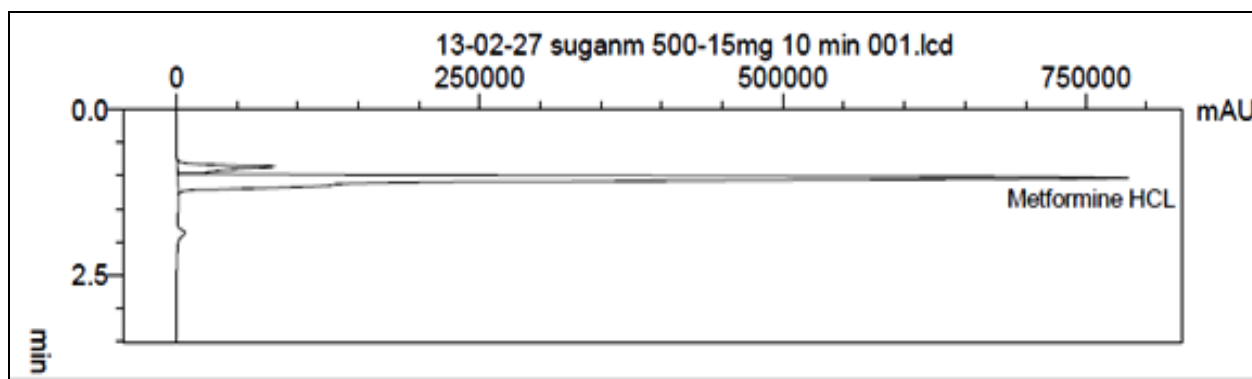 13-02-27 suganm 500-15mg 10 min 001.lcd
0 250000 500000 750000
0.0 mAU
Metformine HCL
2.5
min